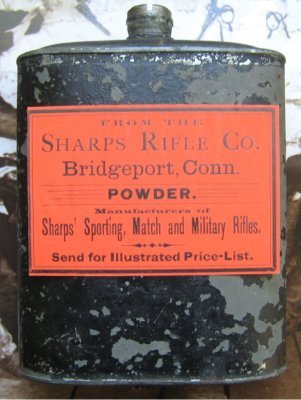 FROM THE
SHARPS RIFLE CO.
Bridgeport, Conn.
POWDER.
Manufacturers of
Sharps' Sporting, Match and Military Rifles.
Send for Illustrated Price-List.